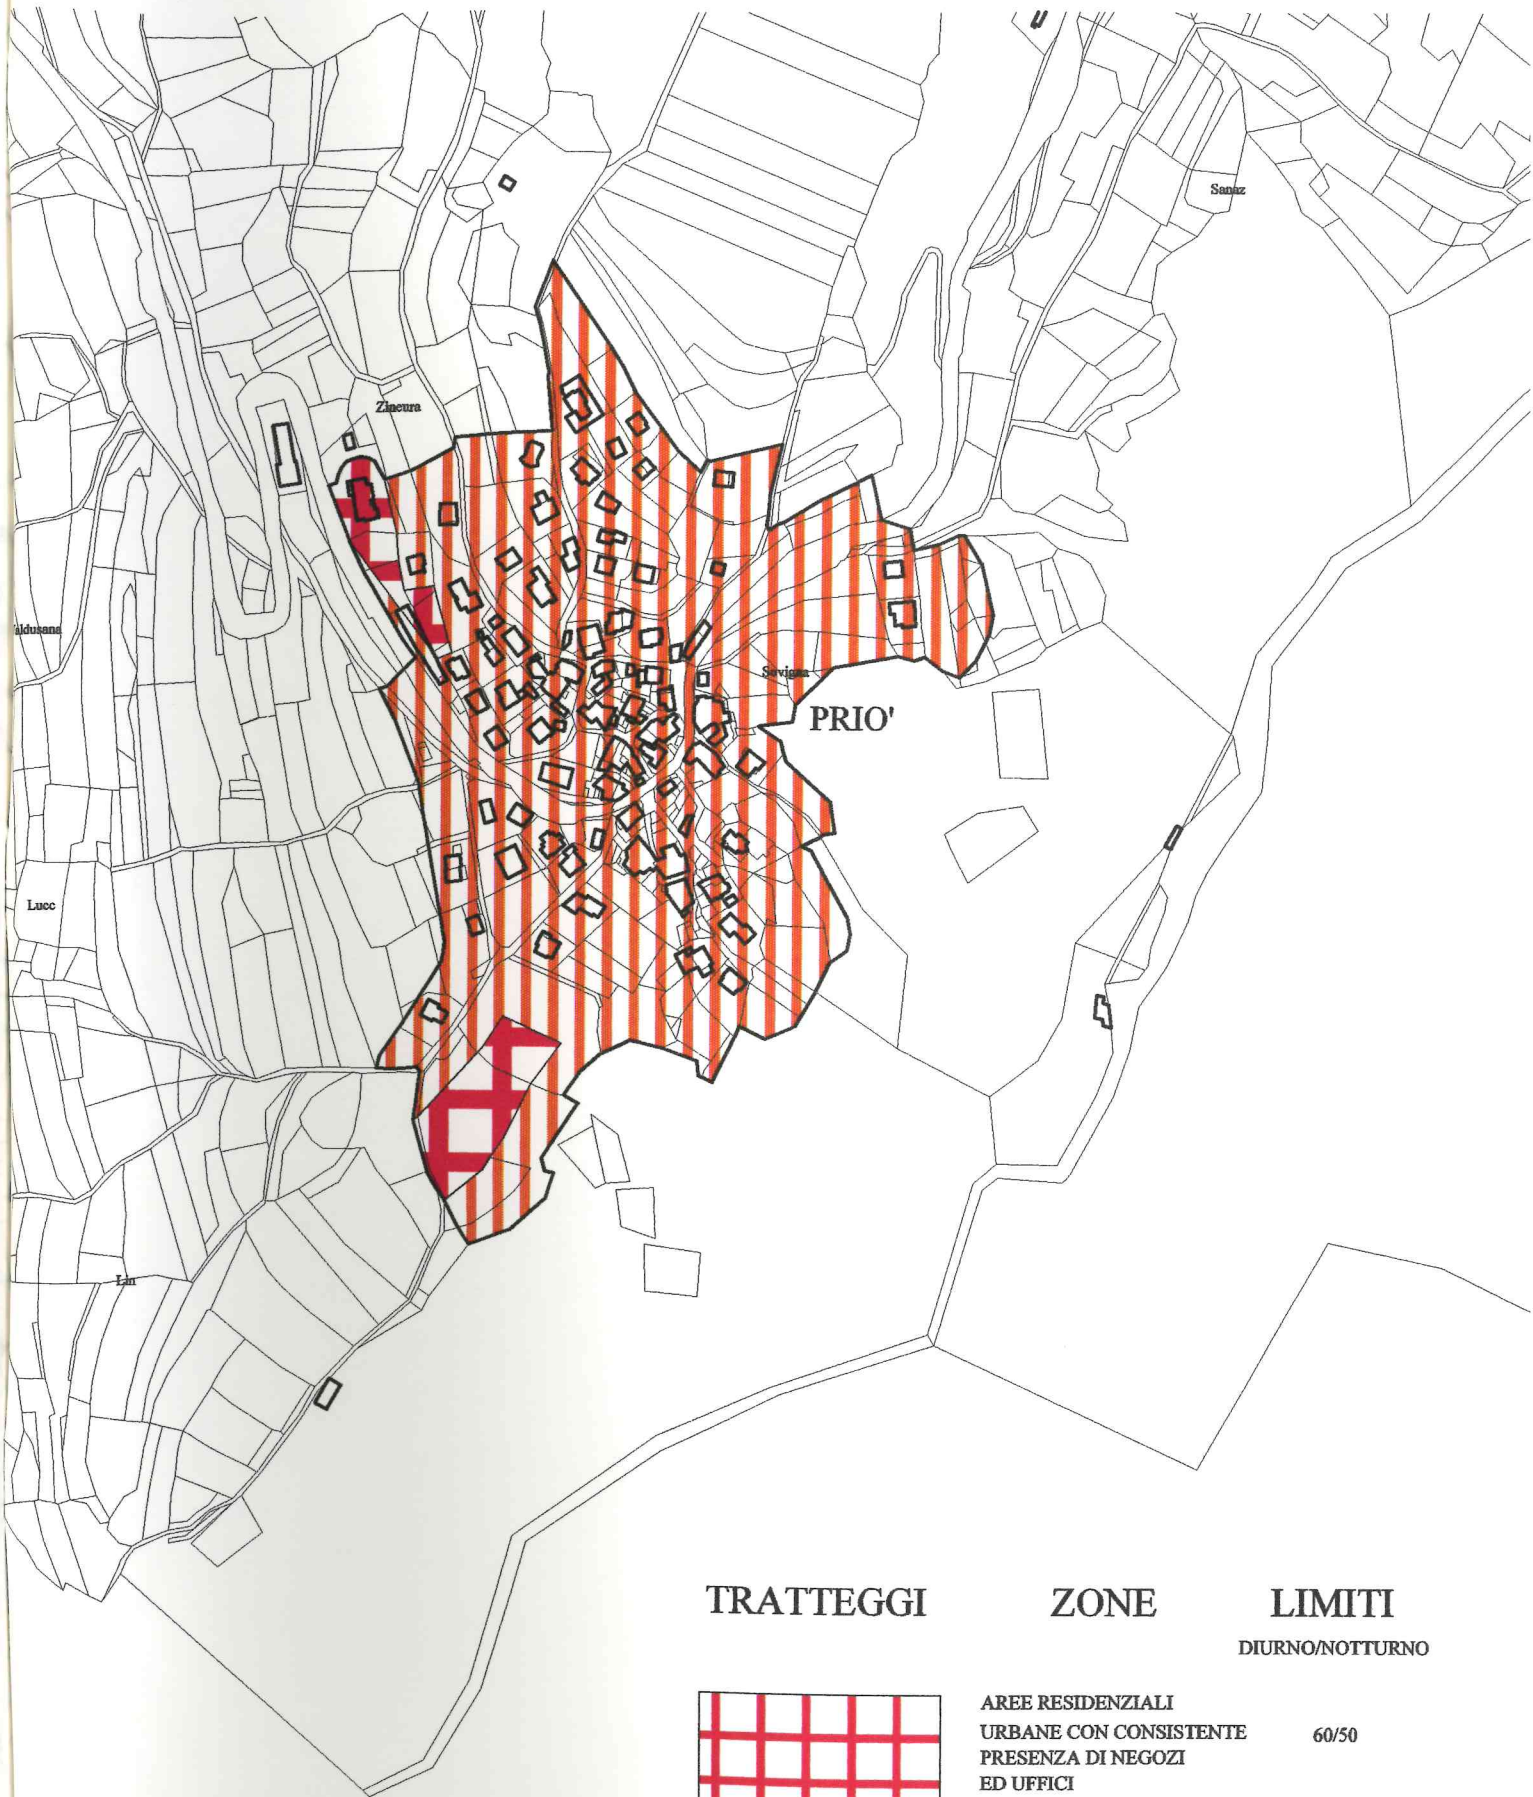 Sanaz
Zineura
Sovigna
PRIO'
Lucc
Lin
TRATTEGGI ZONE LIMITI
DIURNO/NOTTURNO
AREE RESIDENZIALI
URBANE CON CONSISTENTE 60/50
PRESENZA DI NEGOZI
ED UFFICI